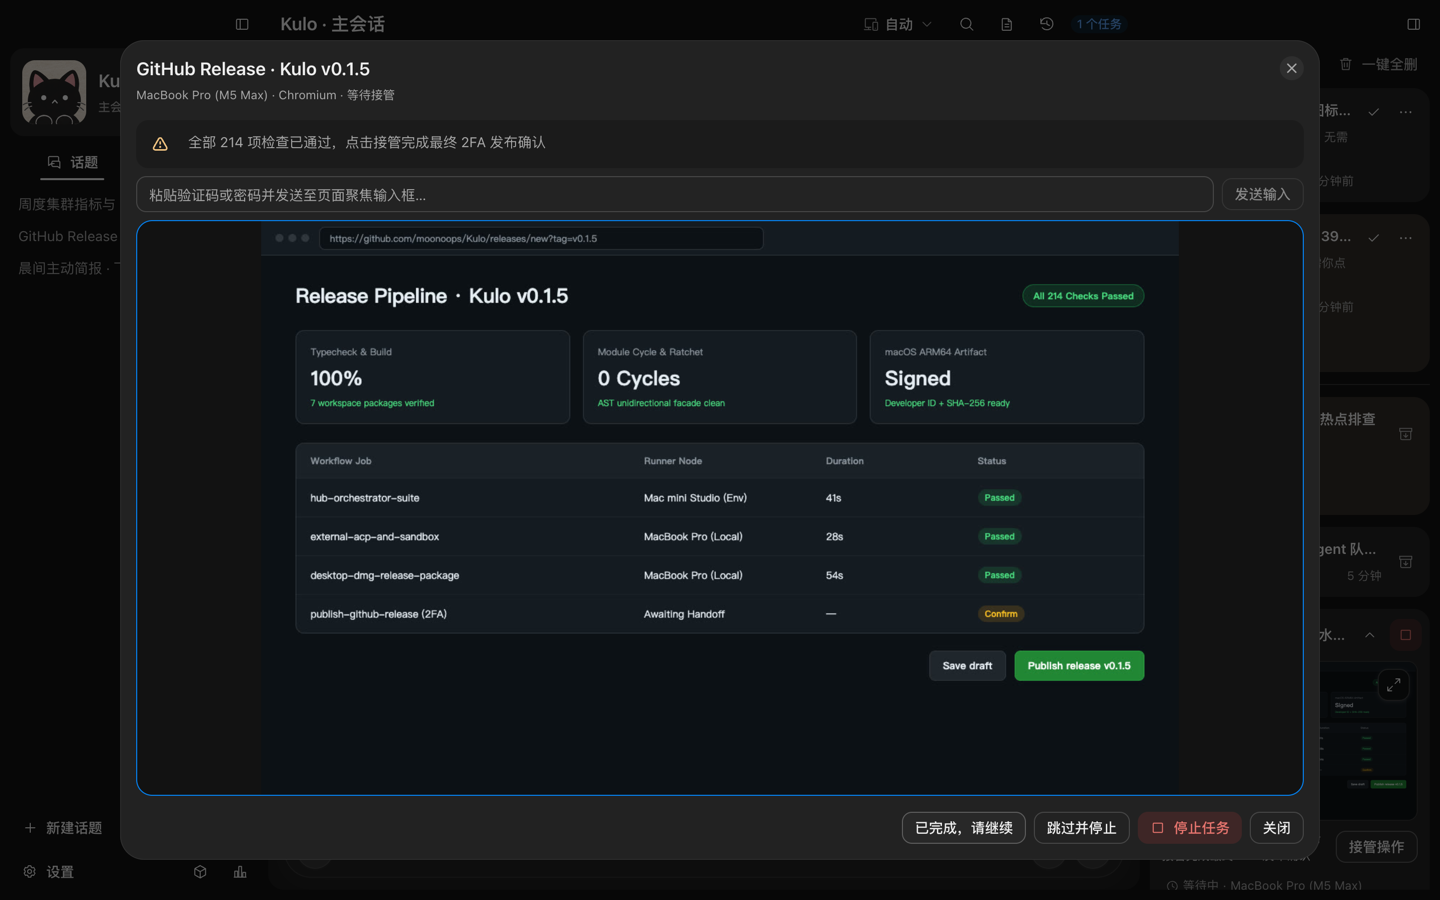 Kulo · 主会话
自动
1 个任务
Ku
主会
话题
周度集群指标与
GitHub Release
晨间主动简报 ·
新建话题
设置
GitHub Release · Kulo v0.1.5
MacBook Pro (M5 Max) · Chromium · 等待接管
全部 214 项检查已通过，点击接管完成最终 2FA 发布确认
粘贴验证码或密码并发送至页面聚焦输入框...
发送输入
https://github.com/moonoops/Kulo/releases/new?tag=v0.1.5
Release Pipeline · Kulo v0.1.5
All 214 Checks Passed
Typecheck & Build
100%
7 workspace packages verified
Module Cycle & Ratchet
0 Cycles
AST unidirectional facade clean
macOS ARM64 Artifact
Signed
Developer ID + SHA-256 ready
Workflow Job Runner Node Duration Status
hub-orchestrator-suite Mac mini Studio (Env) 41s Passed
external-acp-and-sandbox MacBook Pro (Local) 28s Passed
desktop-dmg-release-package MacBook Pro (Local) 54s Passed
publish-github-release (2FA) Awaiting Handoff — Confirm
Save draft
Publish release v0.1.5
已完成，请继续
跳过并停止
停止任务
关闭
一键全删
图标...
无需
分钟前
39...
你点
分钟前
热点排查
gent 队...
5 分钟
水...
Signed
接管操作
等待中 · MacBook Pro (M5 Max)